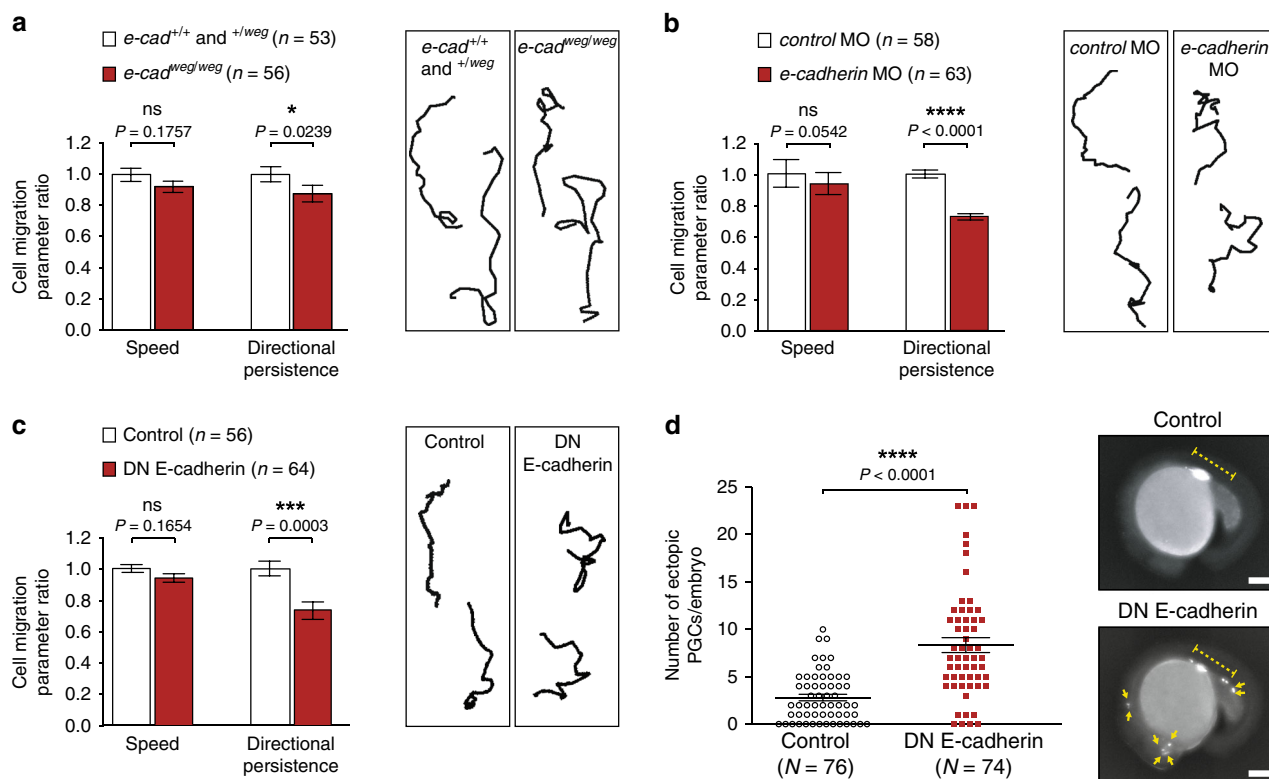 a
e-cad+/+ and +/weg (n = 53)
e-cadweg/weg (n = 56)
ns
P = 0.1757
*
P = 0.0239
Cell migration
parameter ratio
1.2
1.0
0.8
0.6
0.4
0.2
0.0
Speed
Directional
persistence
e-cad+/+
and +/weg
e-cadweg/weg
b
control MO (n = 58)
e-cadherin MO (n = 63)
ns
P = 0.0542
****
P < 0.0001
Cell migration
parameter ratio
1.2
1.0
0.8
0.6
0.4
0.2
0.0
Speed
Directional
persistence
control MO
e-cadherin
MO
c
Control (n = 56)
DN E-cadherin (n = 64)
ns
P = 0.1654
***
P = 0.0003
Cell migration
parameter ratio
1.2
1.0
0.8
0.6
0.4
0.2
0.0
Speed
Directional
persistence
Control
DN
E-cadherin
d
****
P < 0.0001
Number of ectopic
PGCs/embryo
25
20
15
10
5
0
Control
(N = 76)
DN E-cadherin
(N = 74)
Control
DN E-cadherin